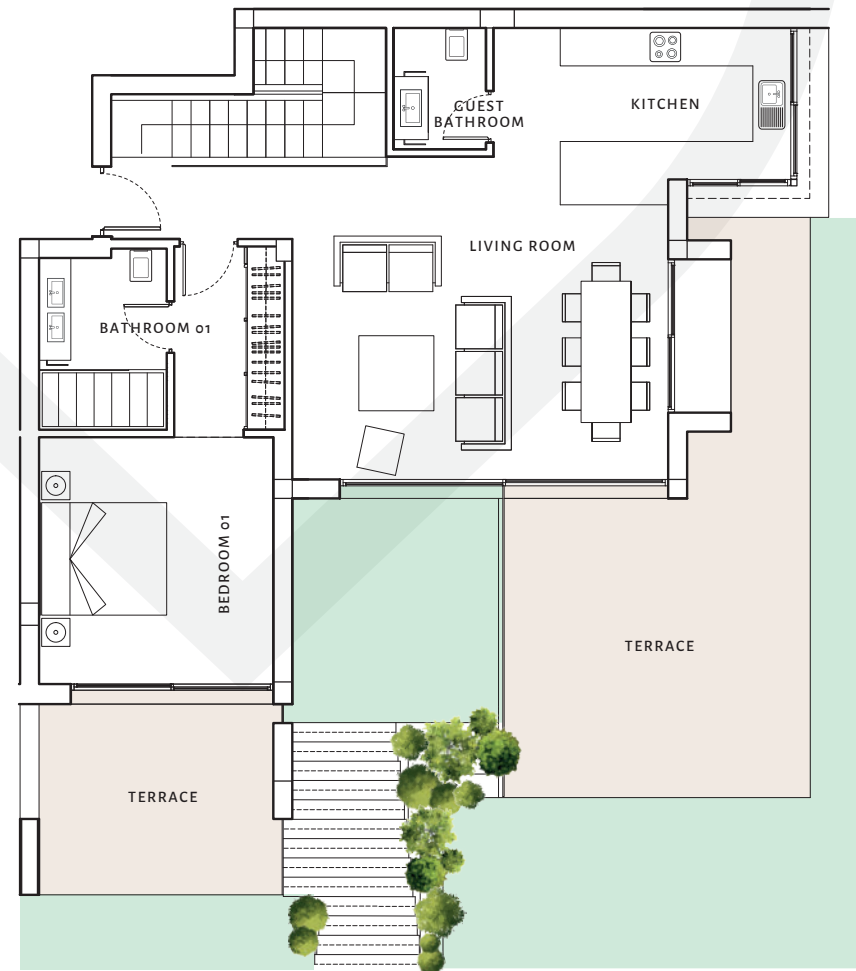 GUEST
BATHROOM
KITCHEN
LIVING ROOM
BATHROOM 01
BEDROOM 01
TERRACE
TERRACE